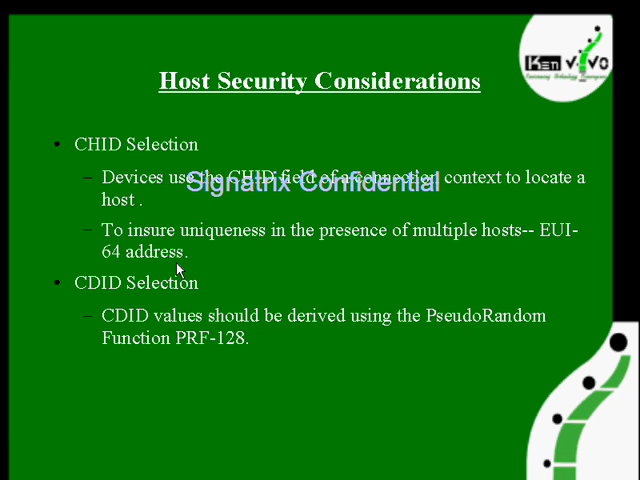 Ken VIVO
Host Security Considerations
• CHID Selection
– Devices use the CHID field of a connection context to locate a
host .
Signatrix Confidential
– To insure uniqueness in the presence of multiple hosts-- EUI-
64 address.
• CDID Selection
– CDID values should be derived using the PseudoRandom
Function PRF-128.